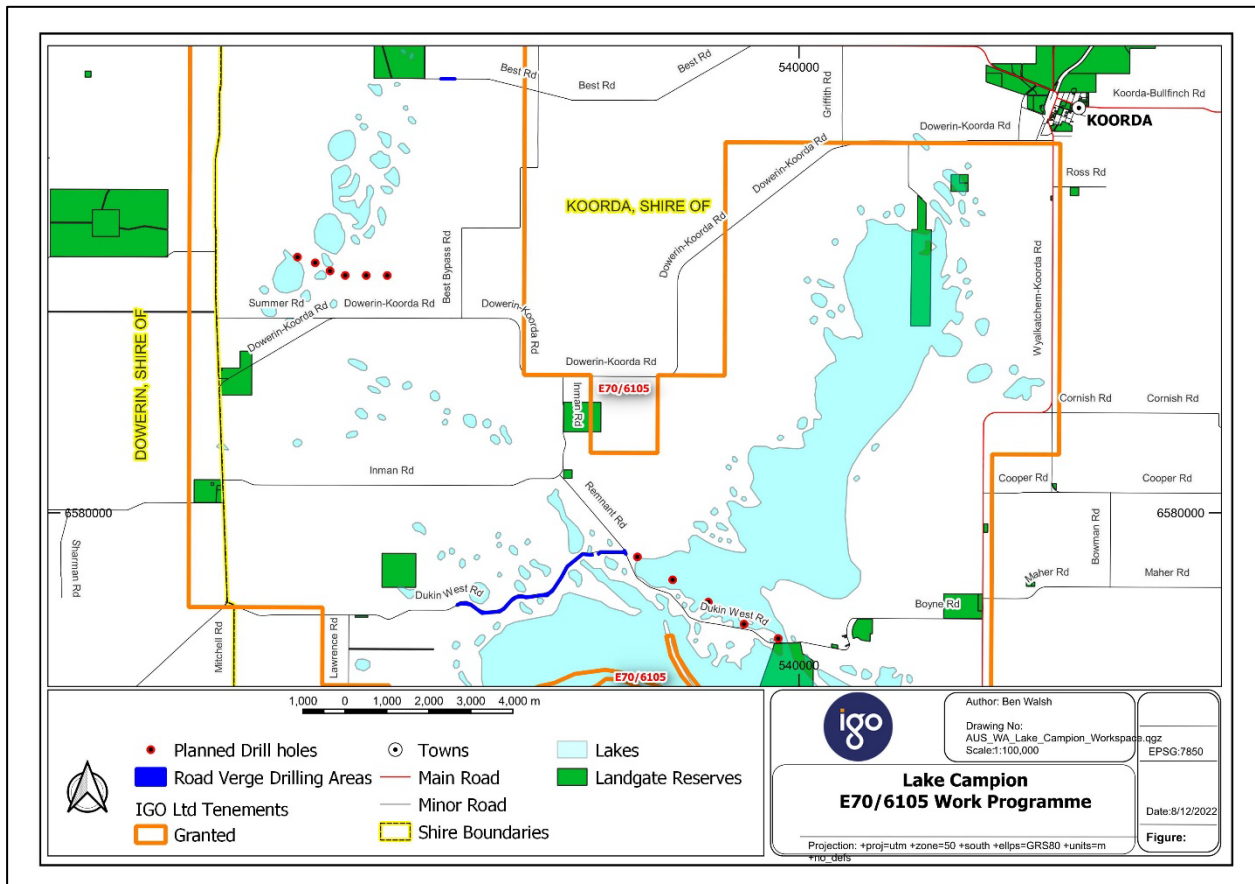 540000
Best Rd
Best Rd
Best Rd
Best Rd
Griffith Rd
Koorda-Bullfinch Rd
KOORDA
Dowerin-Koorda Rd
Dowerin-Koorda Rd
Ross Rd
KOORDA, SHIRE OF
Dowerin-Koorda Rd
Dowerin-Koorda Rd
Best Bypass Rd
Wyalkatchem-Koorda Rd
Summer Rd
Dowerin-Koorda Rd
Dowerin-Koorda Rd
Dowerin-Koorda Rd
DOWERIN, SHIRE OF
Dowerin-Koorda Rd
E70/6105
Inman Rd
Cornish Rd
Cornish Rd
Inman Rd
Cooper Rd
Cooper Rd
Remnant Rd
6580000
6580000
Bowman Rd
Sharman Rd
Maher Rd
Maher Rd
Dukin West Rd
Dukin West Rd
Boyne Rd
Mitchell Rd
Lawrence Rd
E70/6105
540000
1,000 0 1,000 2,000 3,000 4,000 m
Planned Drill holes
Road Verge Drilling Areas
IGO Ltd Tenements
Granted
Towns
Main Road
Minor Road
Shire Boundaries
Lakes
Landgate Reserves
igo
Author: Ben Walsh
Drawing No:
AUS_WA_Lake_Campion_Workspace.qgz
Scale:1:100,000
EPSG:7850
Lake Campion
E70/6105 Work Programme
Date:8/12/2022
Figure:
Projection: +proj=utm +zone=50 +south +ellps=GRS80 +units=m
+no_defs